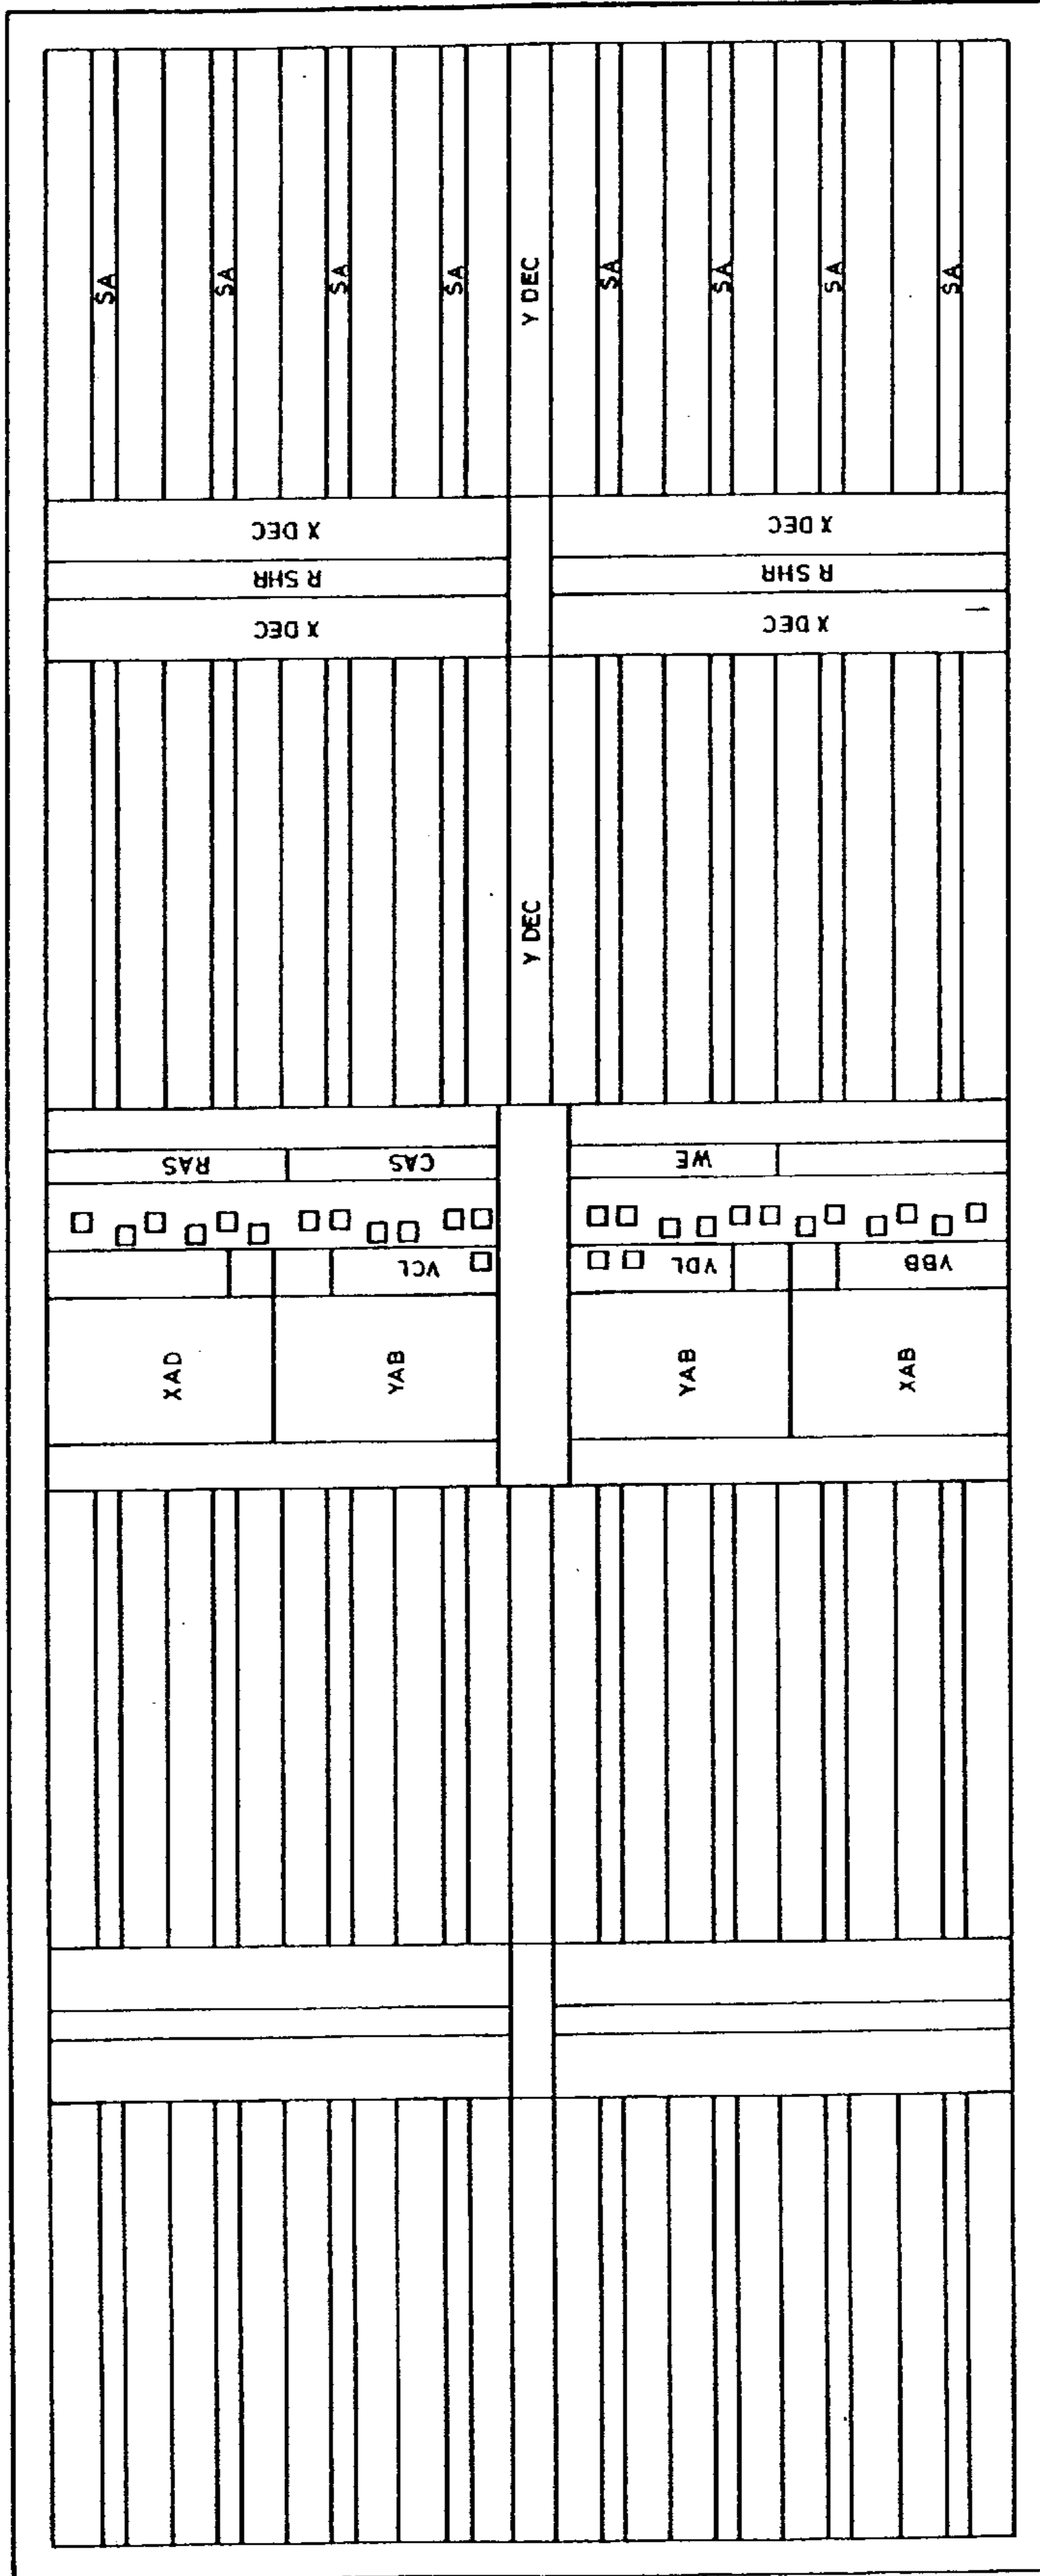 SA
SA
SA
SA
Y DEC
SA
SA
SA
SA
X DEC
X DEC
R SHR
R SHR
X DEC
X DEC
Y DEC
RAS
CAS
WE
VCL
VDL
VBB
XAD
YAB
YAB
XAB